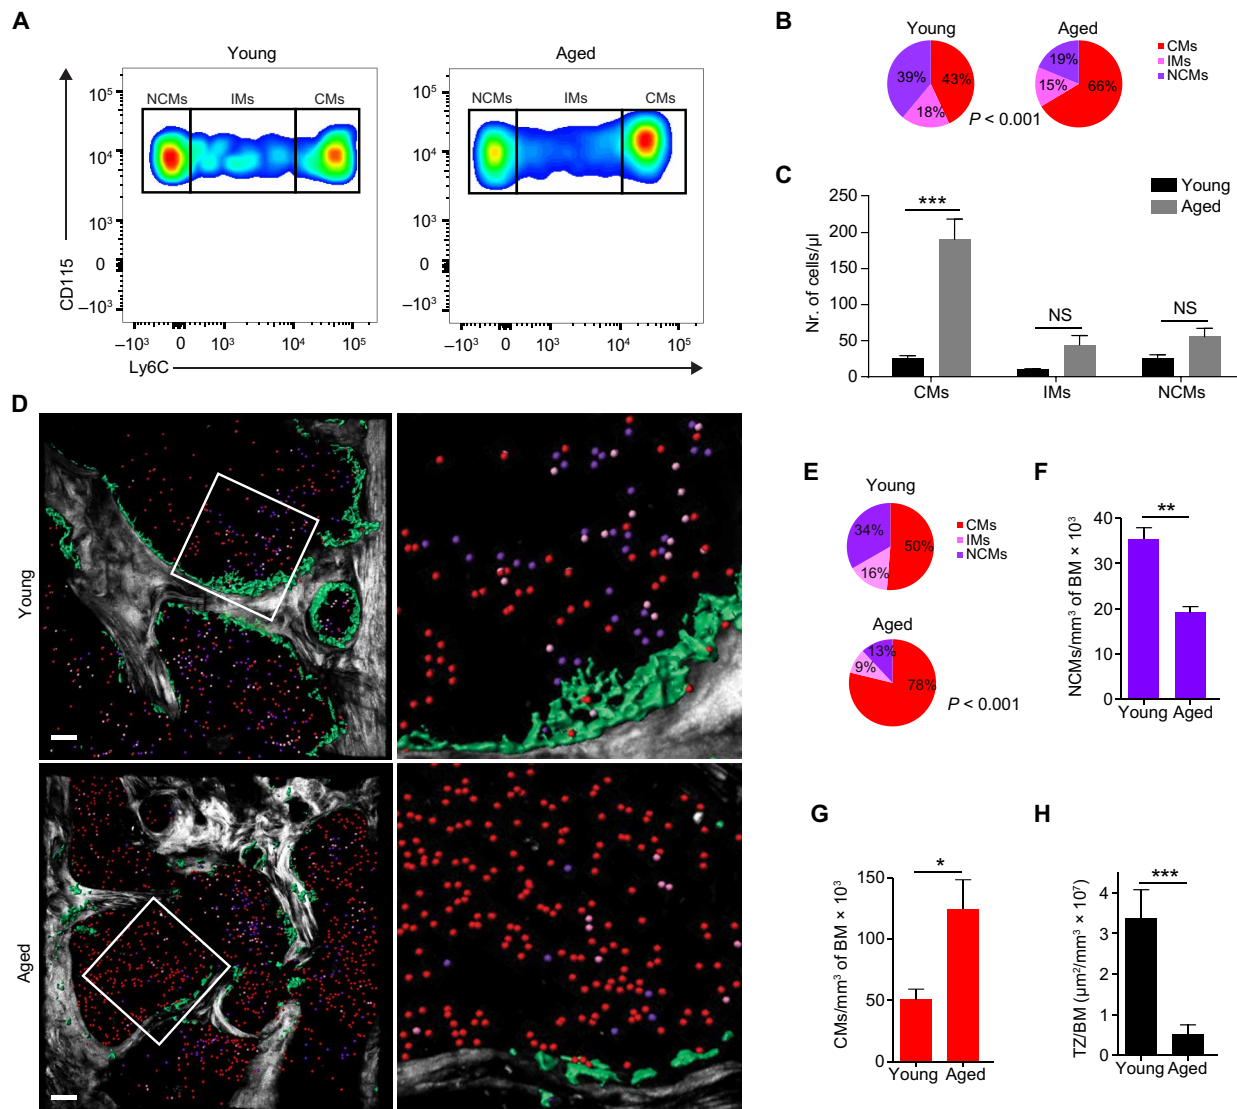 A
Young
Aged
10⁵
10⁴
10³
0
–10³
CD115
NCMs
IMs
CMs
–10³
0
10³
10⁴
10⁵
10⁵
10⁴
10³
0
–10³
NCMs
IMs
CMs
–10³
0
10³
10⁴
10⁵
Ly6C
B
Young
Aged
39%
43%
18%
19%
15%
66%
P < 0.001
CMs
IMs
NCMs
C
Young
Aged
Nr. of cells/µl
250
200
150
100
50
0
***
NS
NS
CMs
IMs
NCMs
D
Young
Aged
E
Young
34%
50%
16%
CMs
IMs
NCMs
Aged
13%
9%
78%
P < 0.001
F
NCMs/mm³ of BM × 10³
40
30
20
10
0
**
Young
Aged
G
CMs/mm³ of BM × 10³
150
100
50
0
*
Young
Aged
H
TZ/BM (µm²/mm³ × 10⁷)
4
3
2
1
0
***
Young
Aged